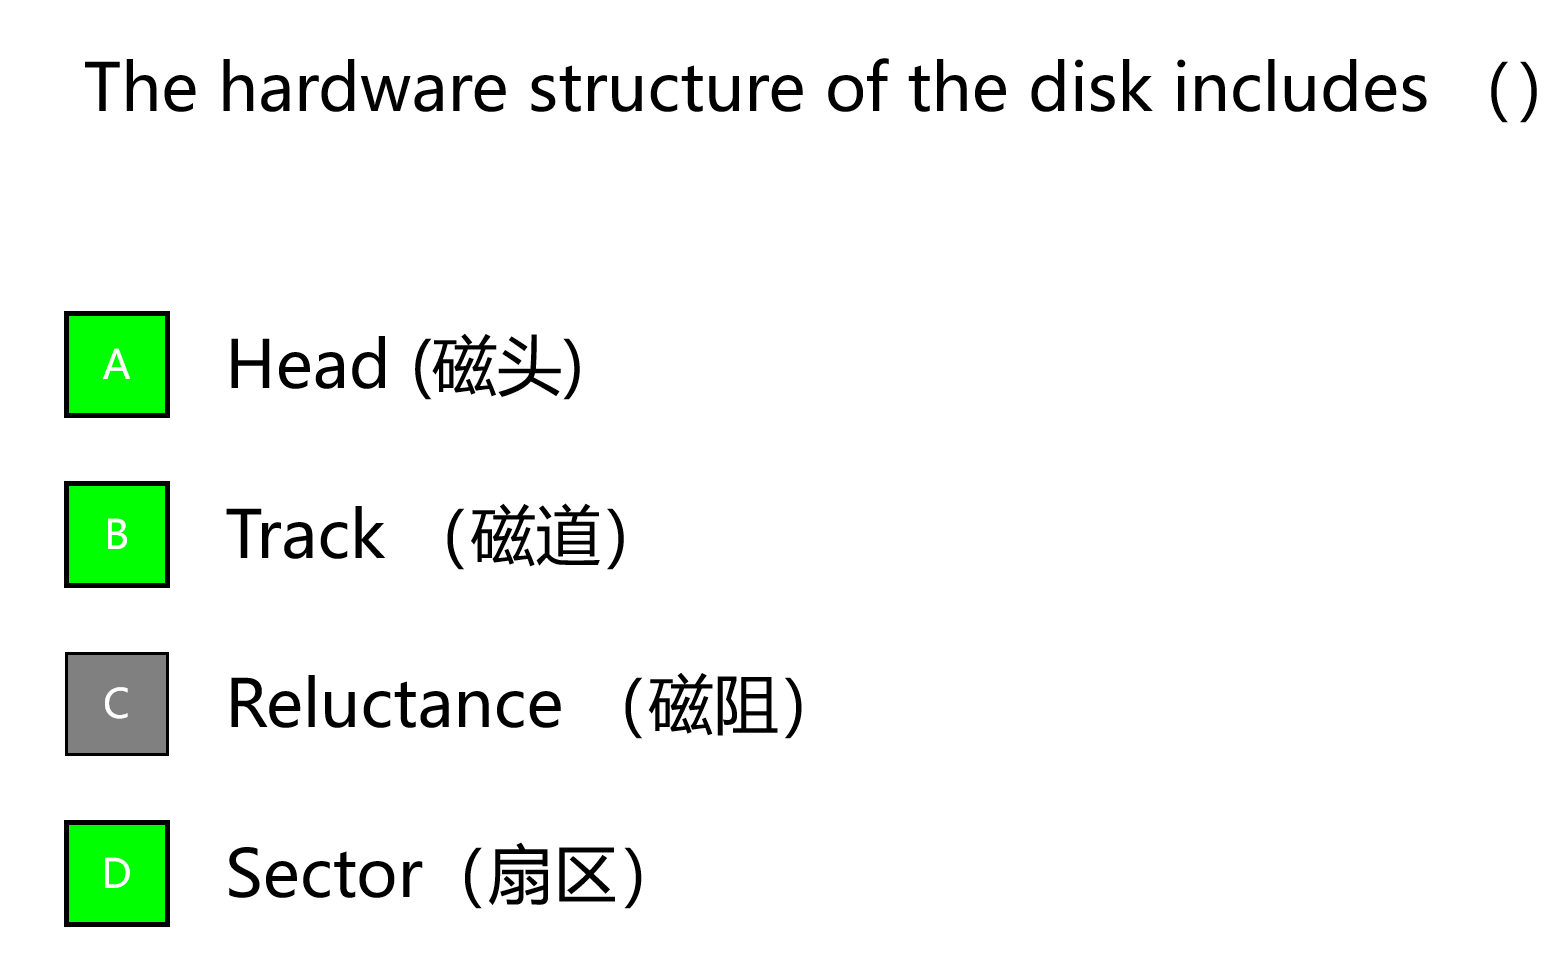 The hardware structure of the disk includes （）
A Head (磁头)
B Track （磁道）
C Reluctance （磁阻）
D Sector（扇区）